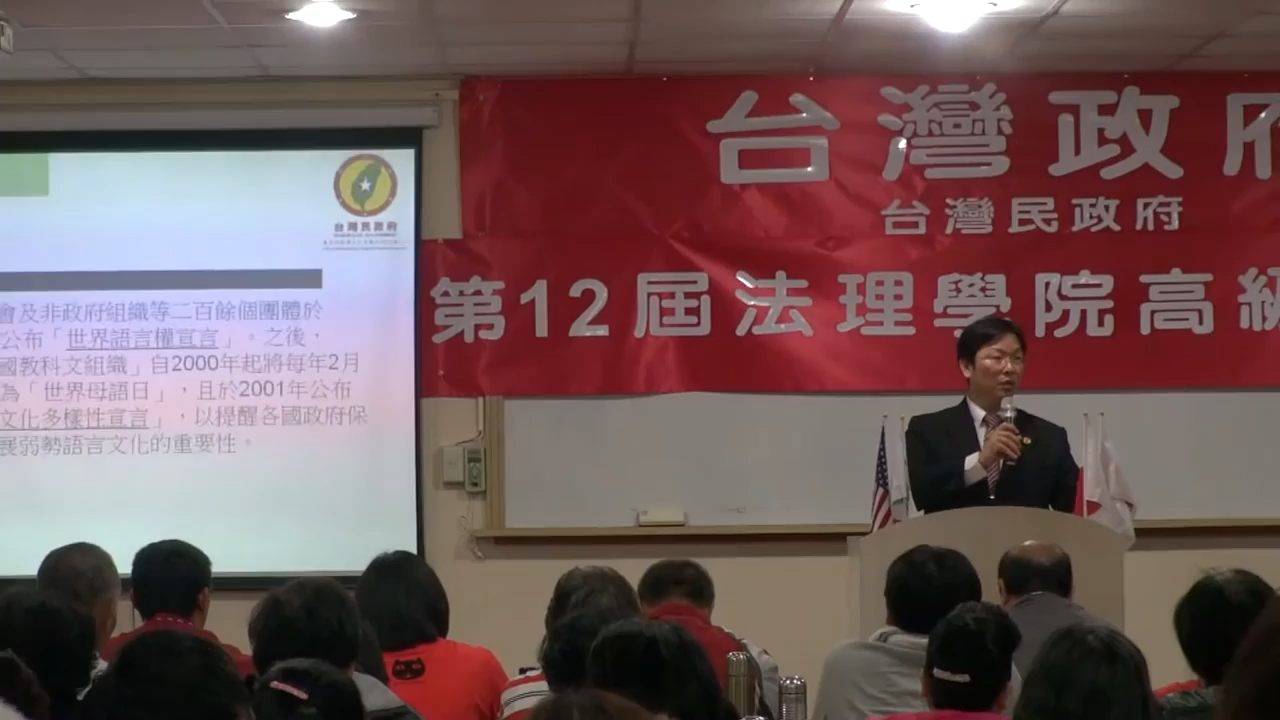 台灣政府
台灣民政府
第12屆法理學院高級
台灣民政府
會及非政府組織等二百餘個團體於
公布「世界語言權宣言」。之後，
國教科文組織」自2000年起將每年2月
為「世界母語日」，且於2001年公布
文化多樣性宣言」，以提醒各國政府保
展弱勢語言文化的重要性。